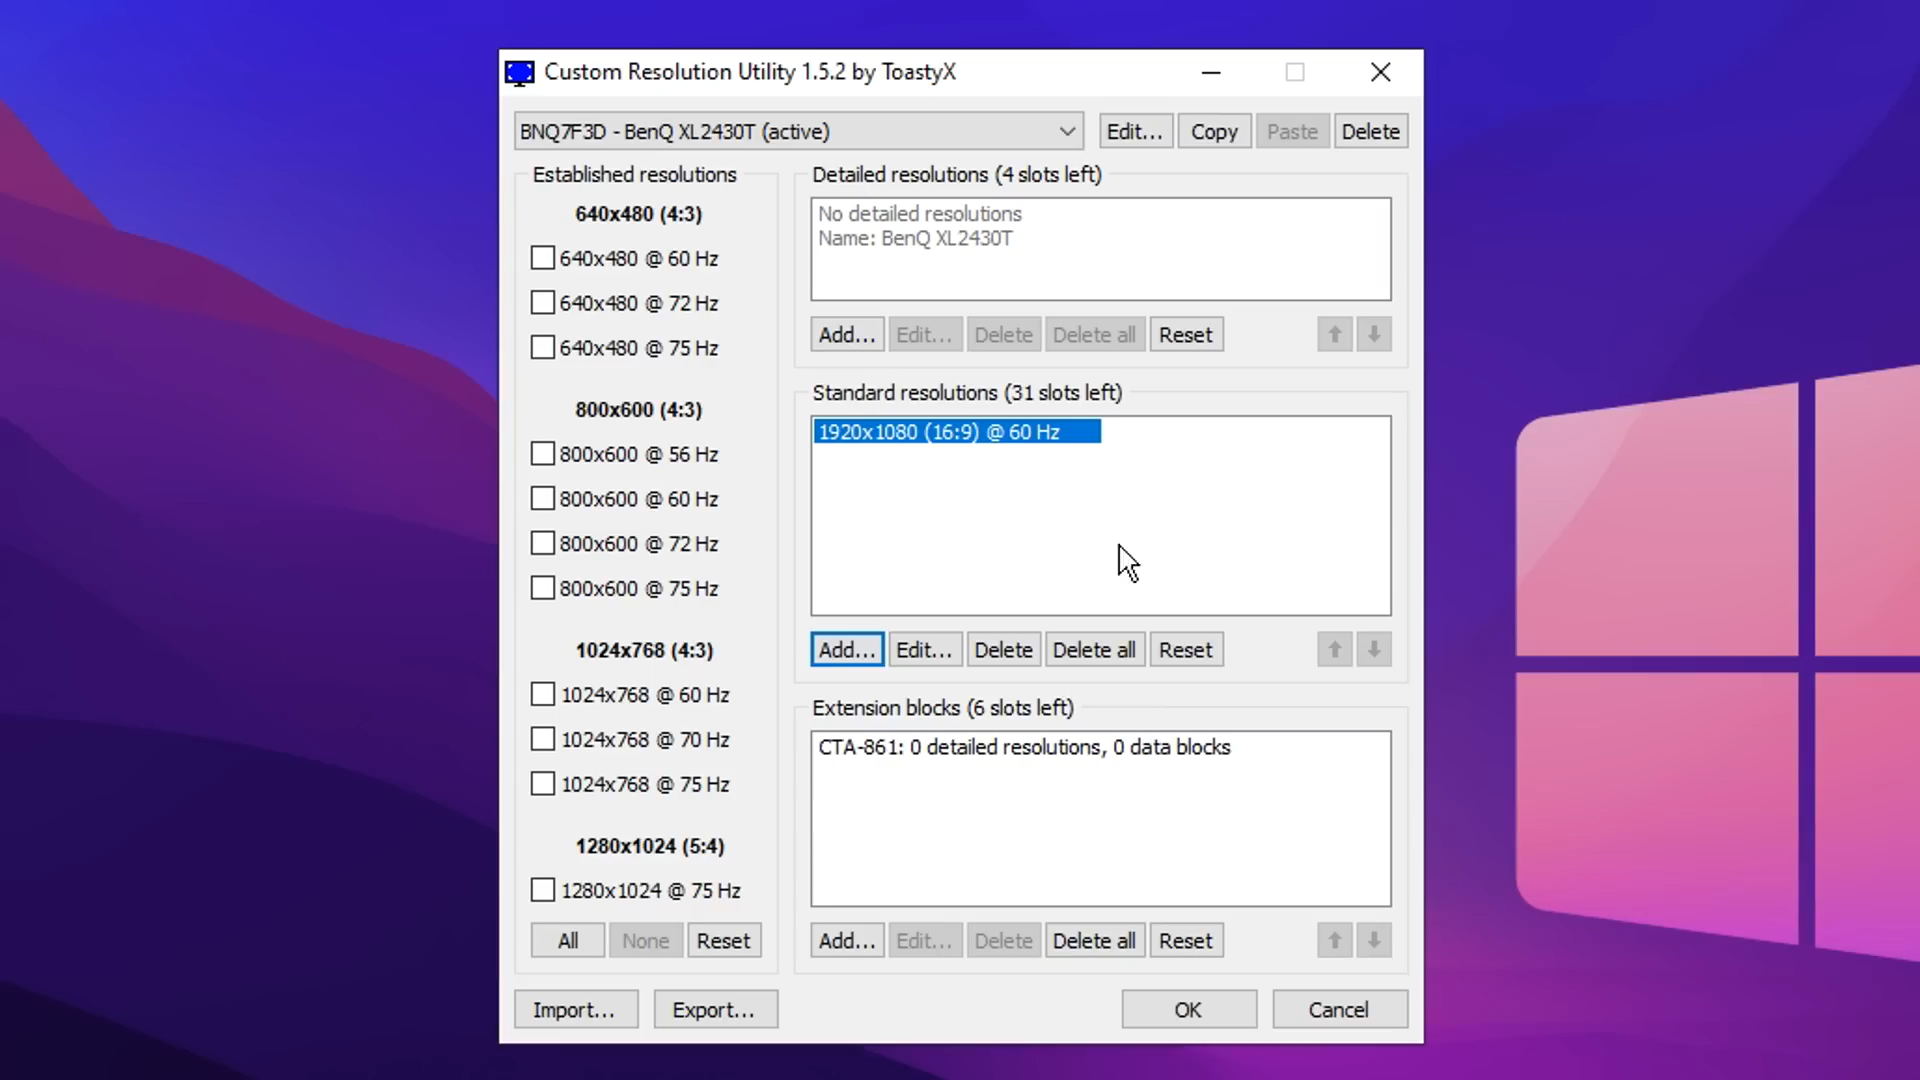 Custom Resolution Utility 1.5.2 by ToastyX
BNQ7F3D - BenQ XL2430T (active)
Edit...
Copy
Paste
Delete
Established resolutions
640x480 (4:3)
640x480 @ 60 Hz
640x480 @ 72 Hz
640x480 @ 75 Hz
800x600 (4:3)
800x600 @ 56 Hz
800x600 @ 60 Hz
800x600 @ 72 Hz
800x600 @ 75 Hz
1024x768 (4:3)
1024x768 @ 60 Hz
1024x768 @ 70 Hz
1024x768 @ 75 Hz
1280x1024 (5:4)
1280x1024 @ 75 Hz
All
None
Reset
Detailed resolutions (4 slots left)
No detailed resolutions
Name: BenQ XL2430T
Add...
Edit...
Delete
Delete all
Reset
Standard resolutions (31 slots left)
1920x1080 (16:9) @ 60 Hz
Add...
Edit...
Delete
Delete all
Reset
Extension blocks (6 slots left)
CTA-861: 0 detailed resolutions, 0 data blocks
Add...
Edit...
Delete
Delete all
Reset
Import...
Export...
OK
Cancel